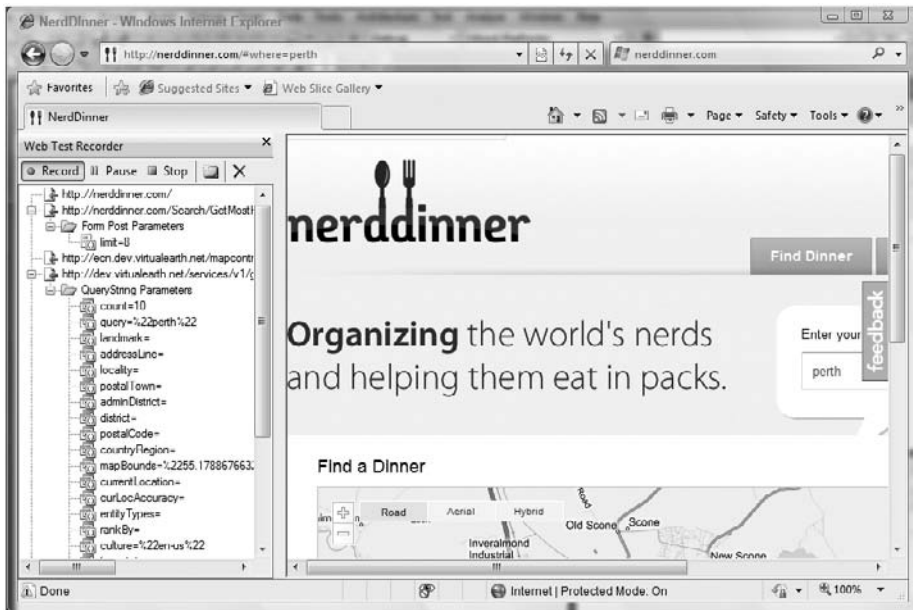 NerdDinner - Windows Internet Explorer
http://nerddinner.com/#where=perth
nerddinner.com
Favorites
Suggested Sites
Web Slice Gallery
NerdDinner
Page
Safety
Tools
Web Test Recorder
Record
Pause
Stop
http://nerddinner.com/
http://nerddinner.com/Search/GetMostP
Form Post Parameters
limit=8
http://ecn.dev.virtualearth.net/mapcontr
http://dev.virtualearth.net/services/v1/g
QueryString Parameters
count=10
query=%22perth%22
landmark=
addressLine=
locality=
postalTown=
adminDistrict=
district=
postalCode=
countryRegion=
mapBounds=%2255.178867663
currentLocation=
curLocAccuracy=
entityTypes=
rankBy=
culture=%22en-us%22
nerddinner
Find Dinner
feedback
Organizing the world's nerds
and helping them eat in packs.
Enter your
perth
Find a Dinner
Road
Aerial
Hybrid
Road
Old Scone
Scone
Inveralmond
Industrial
New Scone
Done
Internet | Protected Mode: On
100%